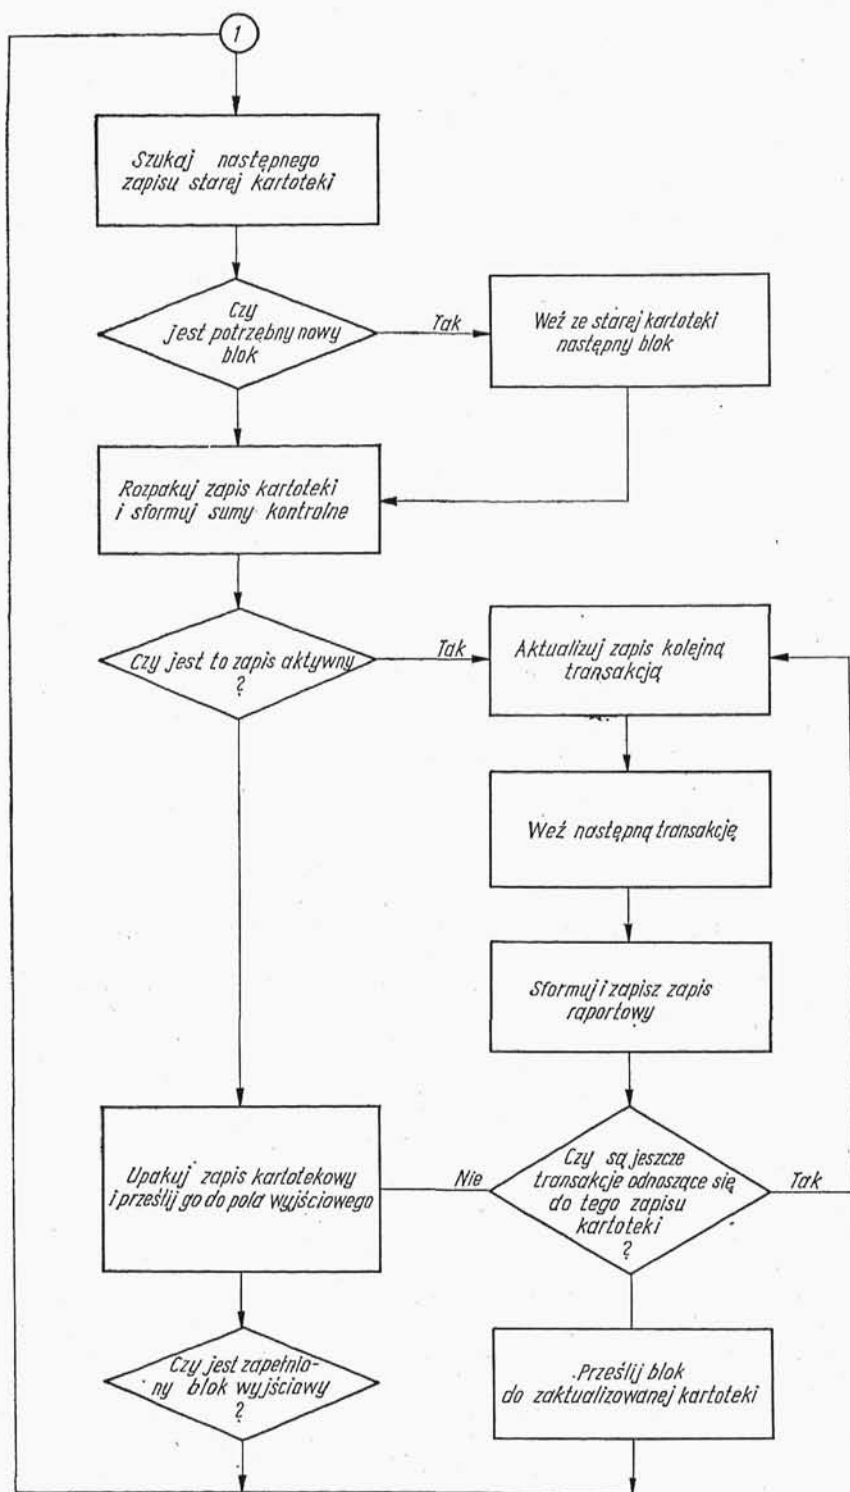 1
Szukaj następnego
zapisu starej kartoteki
Czy
jest potrzebny nowy
blok
Tak
Weź ze starej kartoteki
następny blok
Rozpakuj zapis kartoteki
i sformuj sumy kontrolne
Czy jest to zapis aktywny
?
Tak
Aktualizuj zapis kolejną
transakcją
Weź następną transakcję
Sformuj i zapisz zapis
raportowy
Upakuj zapis kartotekowy
i prześlij go do pola wyjściowego
Nie
Czy są jeszcze
transakcje odnoszące się
do tego zapisu
kartoteki
?
Tak
Czy jest zapełnio-
ny blok wyjściowy
?
Prześlij blok
do zaktualizowanej kartoteki